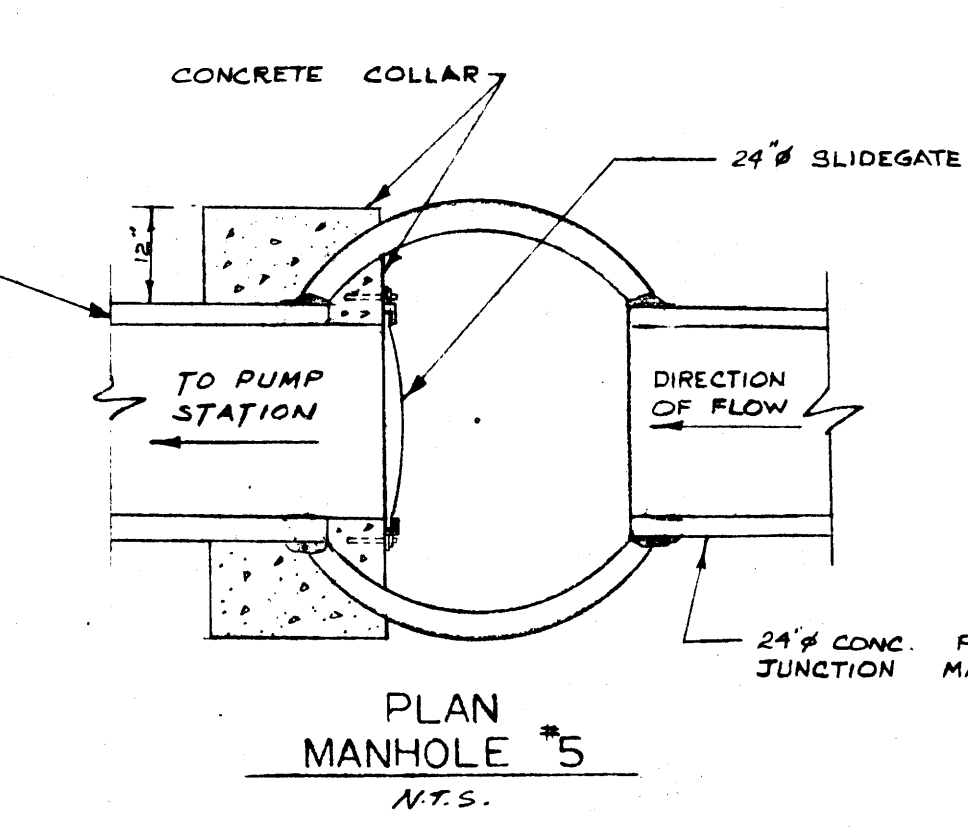 CONCRETE COLLAR
24"ø SLIDEGATE
12"
TO PUMP
STATION
DIRECTION
OF FLOW
24"ø CONC.
JUNCTION
PLAN
MANHOLE #5
N.T.S.